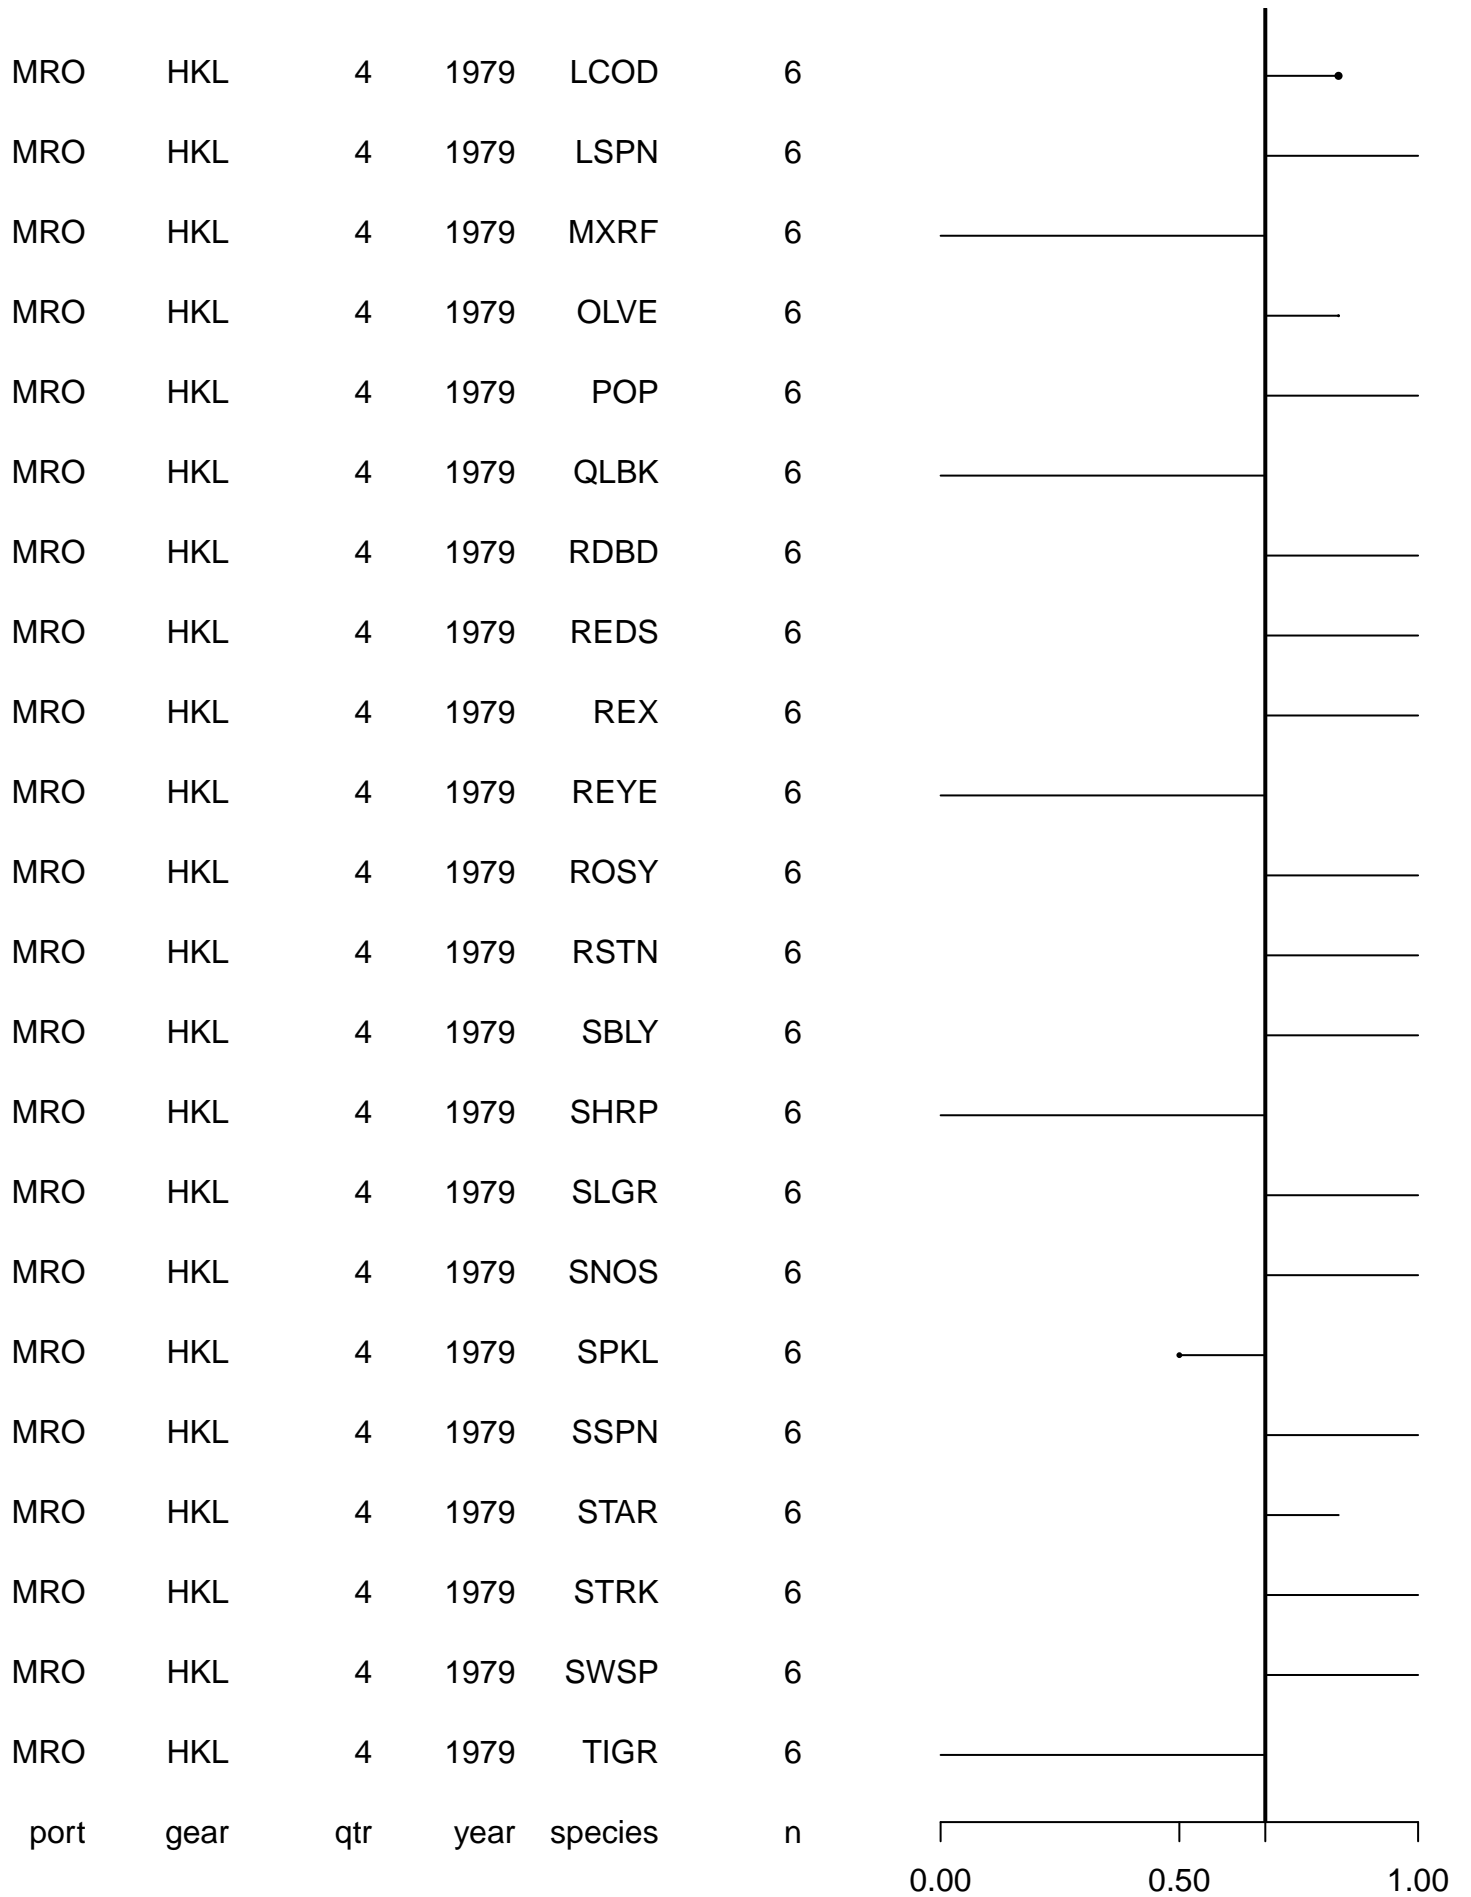 MRO HKL 4 1979 LCOD 6
MRO HKL 4 1979 LSPN 6
MRO HKL 4 1979 MXRF 6
MRO HKL 4 1979 OLVE 6
MRO HKL 4 1979 POP 6
MRO HKL 4 1979 QLBK 6
MRO HKL 4 1979 RDBD 6
MRO HKL 4 1979 REDS 6
MRO HKL 4 1979 REX 6
MRO HKL 4 1979 REYE 6
MRO HKL 4 1979 ROSY 6
MRO HKL 4 1979 RSTN 6
MRO HKL 4 1979 SBLY 6
MRO HKL 4 1979 SHRP 6
MRO HKL 4 1979 SLGR 6
MRO HKL 4 1979 SNOS 6
MRO HKL 4 1979 SPKL 6
MRO HKL 4 1979 SSPN 6
MRO HKL 4 1979 STAR 6
MRO HKL 4 1979 STRK 6
MRO HKL 4 1979 SWSP 6
MRO HKL 4 1979 TIGR 6
port gear qtr year species n
0.00 0.50 1.00